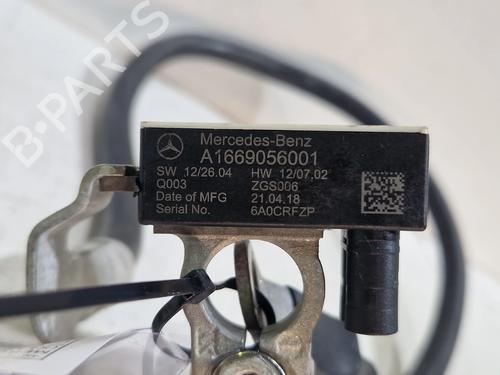 B-PARTS
Mercedes-Benz
A1669056001
SW 12/26.04 HW 12/07.02
Q003 ZGS006
Date of MFG 21.04.18
Serial No. 6A0CRFZP